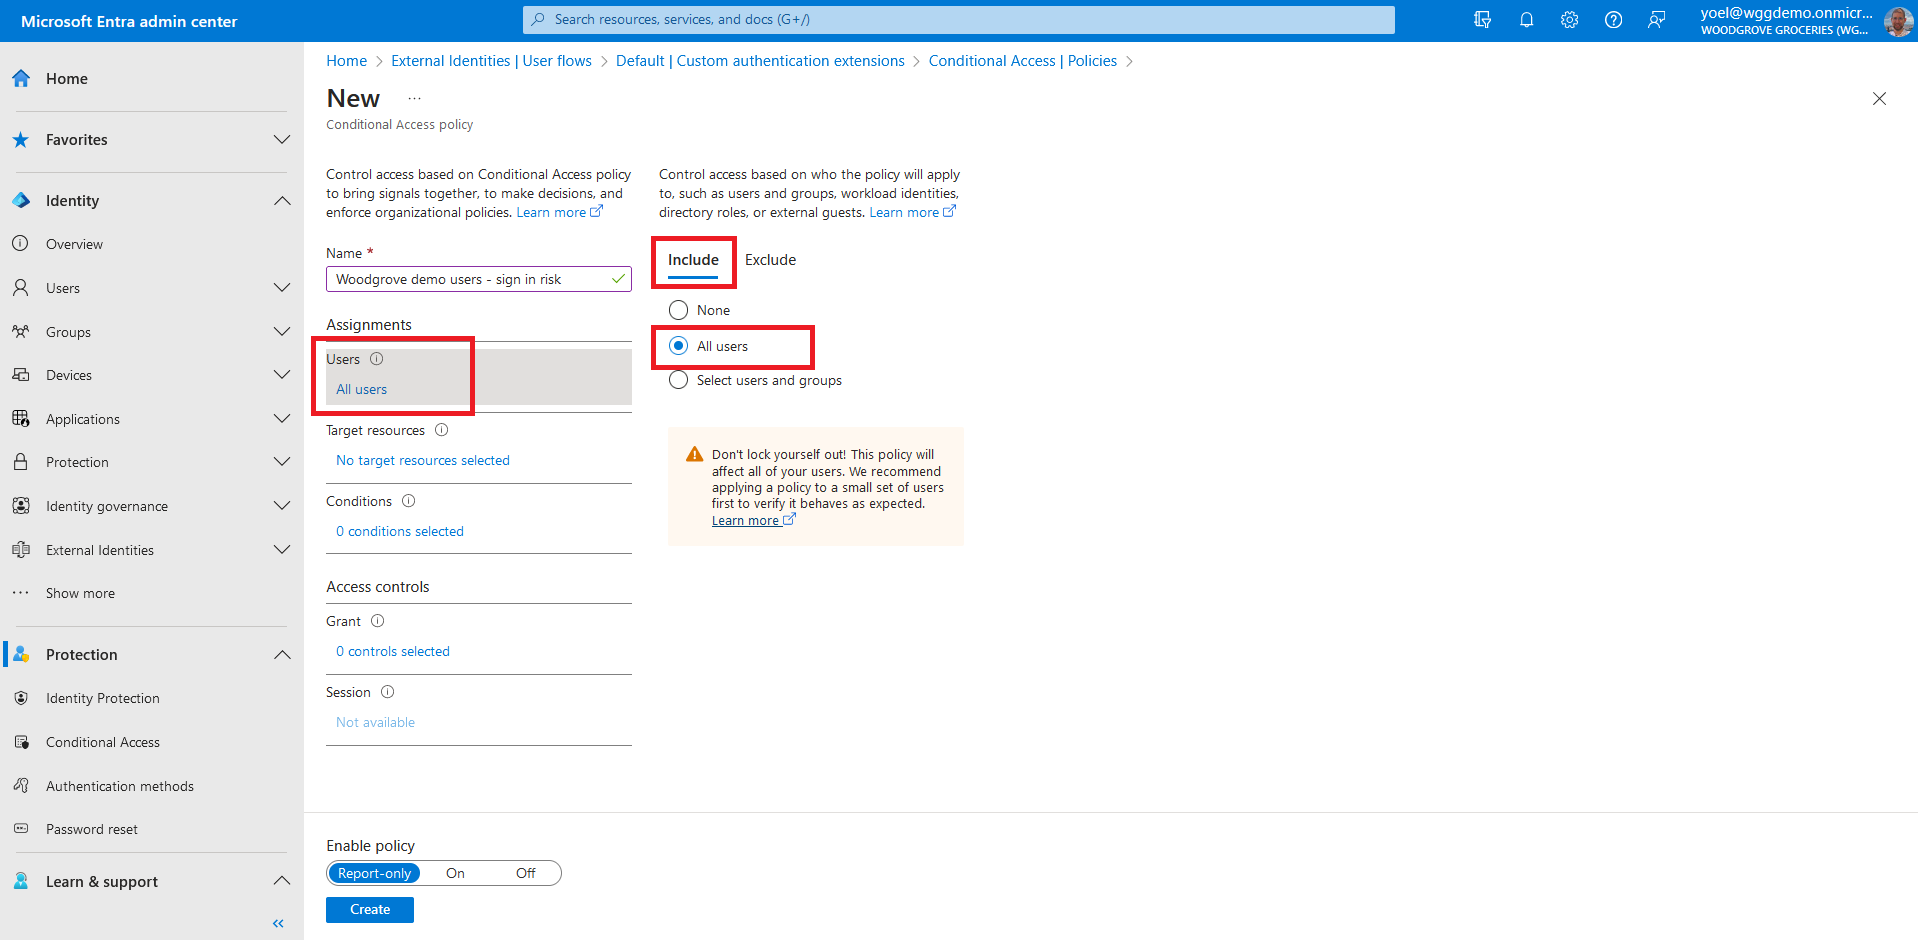 Microsoft Entra admin center
Search resources, services, and docs (G+/)
yoel@wggdemo.onmicr...
WOODGROVE GROCERIES (WG...
Home
Favorites
Identity
Overview
Users
Groups
Devices
Applications
Protection
Identity governance
External Identities
Show more
Protection
Identity Protection
Conditional Access
Authentication methods
Password reset
Learn & support
Home > External Identities | User flows > Default | Custom authentication extensions > Conditional Access | Policies >
New ...
Conditional Access policy
Control access based on Conditional Access policy
to bring signals together, to make decisions, and
enforce organizational policies. Learn more
Name *
Woodgrove demo users - sign in risk
Assignments
Users
All users
Target resources
No target resources selected
Conditions
0 conditions selected
Access controls
Grant
0 controls selected
Session
Not available
Control access based on who the policy will apply
to, such as users and groups, workload identities,
directory roles, or external guests. Learn more
Include Exclude
None
All users
Select users and groups
Don't lock yourself out! This policy will
affect all of your users. We recommend
applying a policy to a small set of users
first to verify it behaves as expected.
Learn more
Enable policy
Report-only On Off
Create